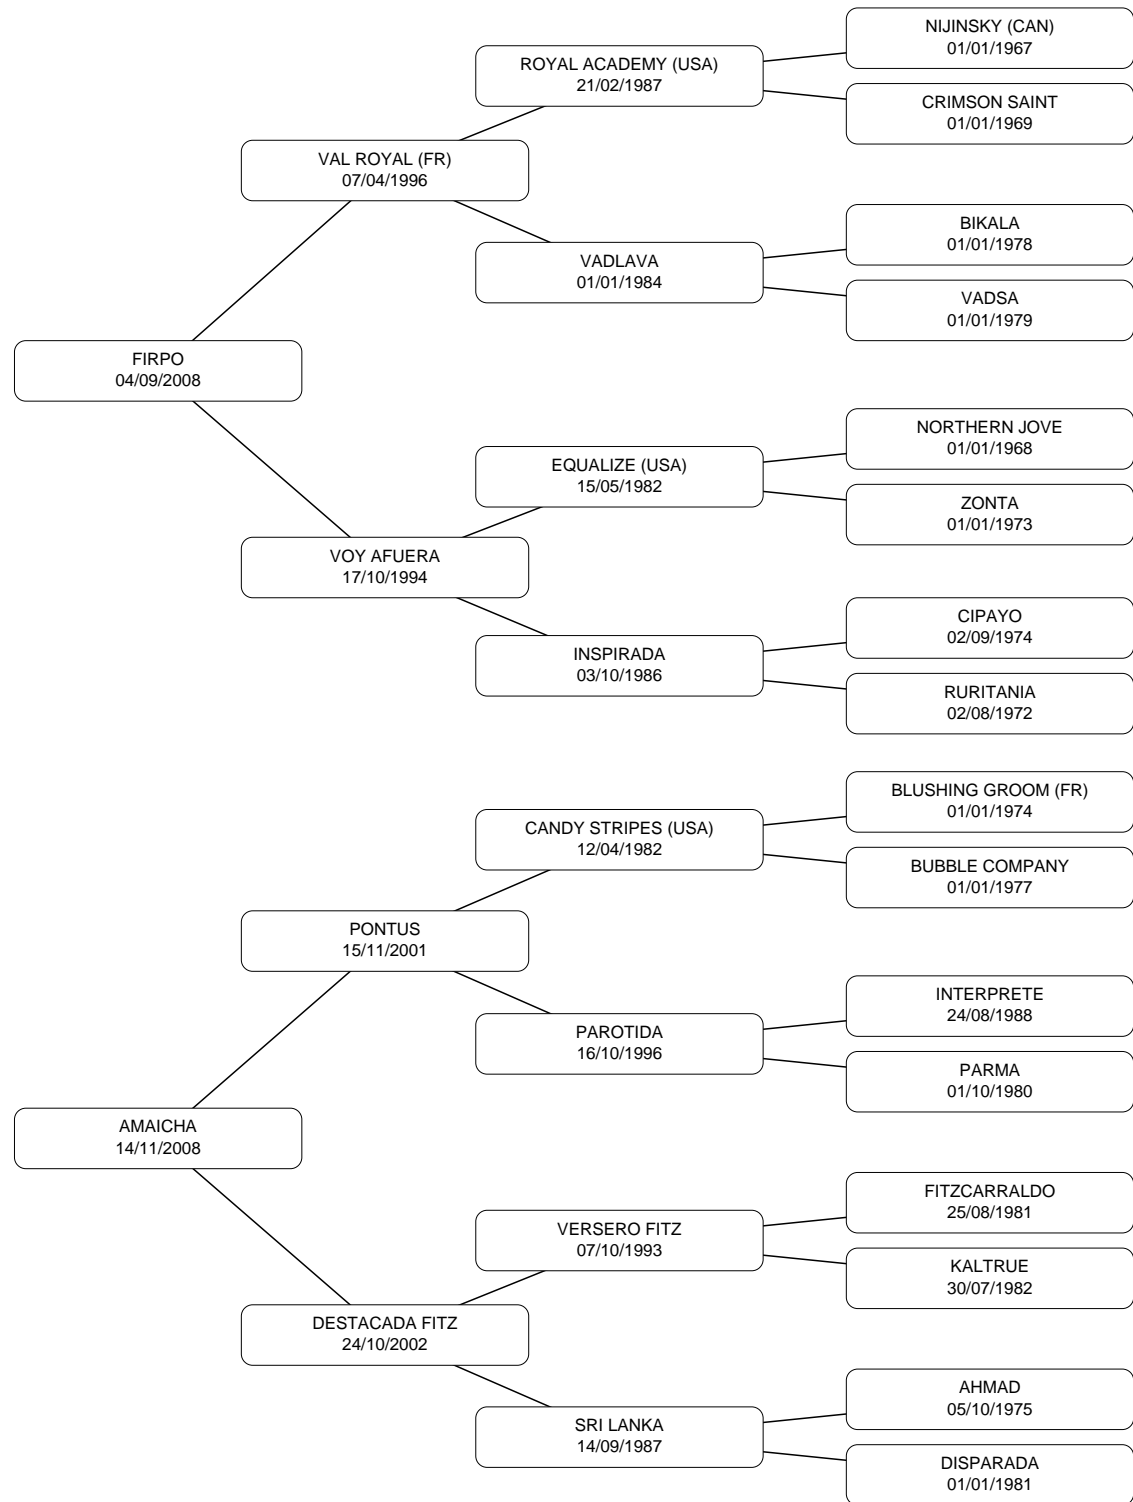 NIJINSKY (CAN)
01/01/1967
ROYAL ACADEMY (USA)
21/02/1987
CRIMSON SAINT
01/01/1969
VAL ROYAL (FR)
07/04/1996
BIKALA
01/01/1978
VADLAVA
01/01/1984
VADSA
01/01/1979
FIRPO
04/09/2008
NORTHERN JOVE
01/01/1968
EQUALIZE (USA)
15/05/1982
ZONTA
01/01/1973
VOY AFUERA
17/10/1994
CIPAYO
02/09/1974
INSPIRADA
03/10/1986
RURITANIA
02/08/1972
BLUSHING GROOM (FR)
01/01/1974
CANDY STRIPES (USA)
12/04/1982
BUBBLE COMPANY
01/01/1977
PONTUS
15/11/2001
INTERPRETE
24/08/1988
PAROTIDA
16/10/1996
PARMA
01/10/1980
AMAICHA
14/11/2008
FITZCARRALDO
25/08/1981
VERSERO FITZ
07/10/1993
KALTRUE
30/07/1982
DESTACADA FITZ
24/10/2002
AHMAD
05/10/1975
SRI LANKA
14/09/1987
DISPARADA
01/01/1981